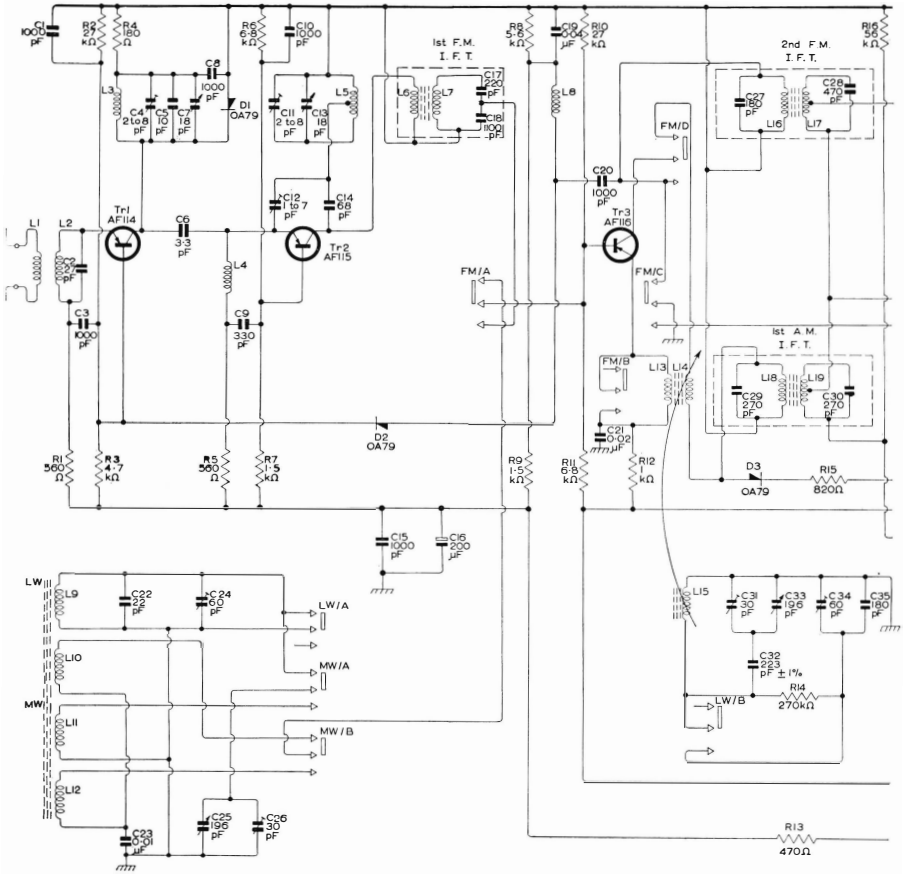 C1
1000
pF
R2
27
kΩ
R4
180
Ω
L3
C4
2 to 8
pF
C5
10
pF
C7
18
pF
C8
1000
pF
D1
OA79
R6
6·8
kΩ
C10
1000
pF
C11
2 to 8
pF
C13
18
pF
L5
1st F.M.
I.F.T.
L6
L7
C17
220
pF
C18
1100
pF
R8
5·6
kΩ
C19
0·04
µF
R10
27
kΩ
L8
2nd F.M.
I.F.T.
C27
180
pF
L16
L17
C28
470
pF
R16
56
kΩ
FM/D
C20
1000
pF
L1
L2
C2
27
pF
Tr1
AF114
C6
3·3
pF
C12
1 to 7
pF
C14
68
pF
Tr2
AF115
L4
Tr3
AF116
FM/A
FM/C
C3
1000
pF
C9
330
pF
FM/B
L13
L14
1st A.M.
I.F.T.
C29
270
pF
L18
L19
C30
270
pF
D2
OA79
C21
0·02
µF
R1
560
Ω
R3
4·7
kΩ
R5
560
Ω
R7
1·5
kΩ
R9
1·5
kΩ
R11
6·8
kΩ
R12
1
kΩ
D3
OA79
R15
820Ω
C15
1000
pF
C16
200
µF
LW
L9
C22
22
pF
C24
60
pF
LW/A
L10
MW/A
MW
L11
MW/B
L12
C23
0·01
µF
C25
196
pF
C26
30
pF
L15
C31
30
pF
C33
196
pF
C34
60
pF
C35
180
pF
C32
223
pF ±1%
R14
270kΩ
LW/B
R13
470Ω